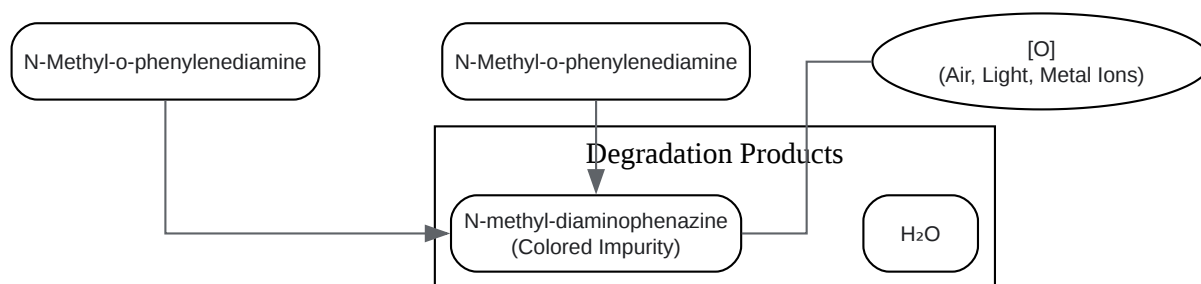 N-Methyl-o-phenylenediamine
N-Methyl-o-phenylenediamine
[O]
(Air, Light, Metal Ions)
Degradation Products
N-methyl-diaminophenazine
(Colored Impurity)
H₂O